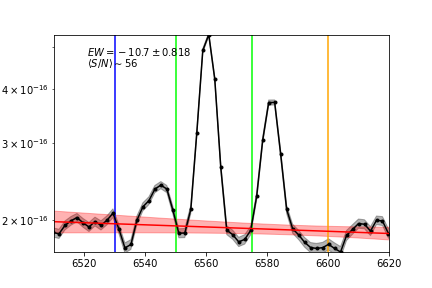 EW = −10.7 ± 0.818
⟨S/N⟩ ~ 56
4 × 10⁻¹⁶
3 × 10⁻¹⁶
2 × 10⁻¹⁶
6520 6540 6560 6580 6600 6620